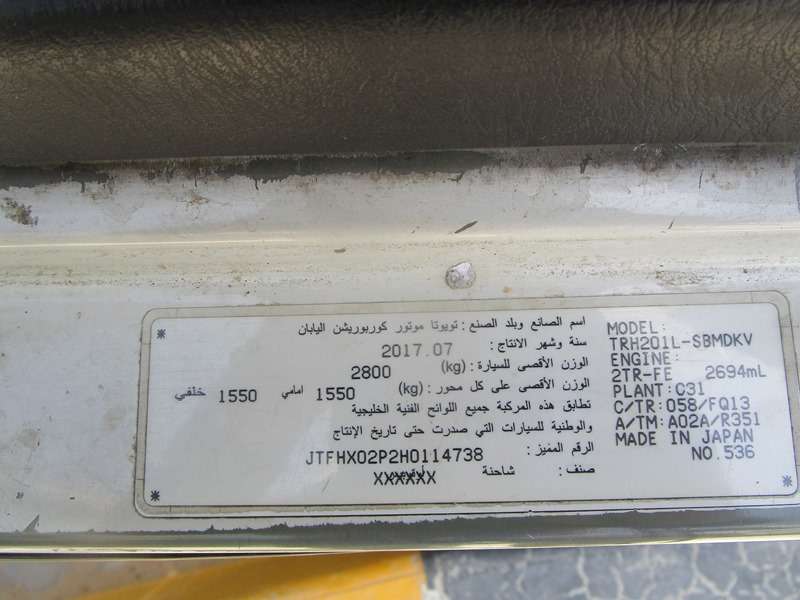 اسم الصانع وبلد الصنع : تويوتا موتور كوربوريشن اليابان
سنة وشهر الانتاج : 2017.07
الوزن الأقصى للسيارة : (kg) 2800
الوزن الأقصى على كل محور : (kg) 1550 امامي 1550 خلفي
تطابق هذه المركبة جميع اللوائح الفنية الخليجية
والوطنية للسيارات التي صدرت حتى تاريخ الإنتاج
الرقم المميز : JTFHX02P2H0114738
صنف : شاحنة XXXXXX
MODEL:
TRH201L-SBMDKV
ENGINE:
2TR-FE 2694mL
PLANT: C31
C/TR: 058/FQ13
A/TM: A02A/R351
MADE IN JAPAN
NO.536